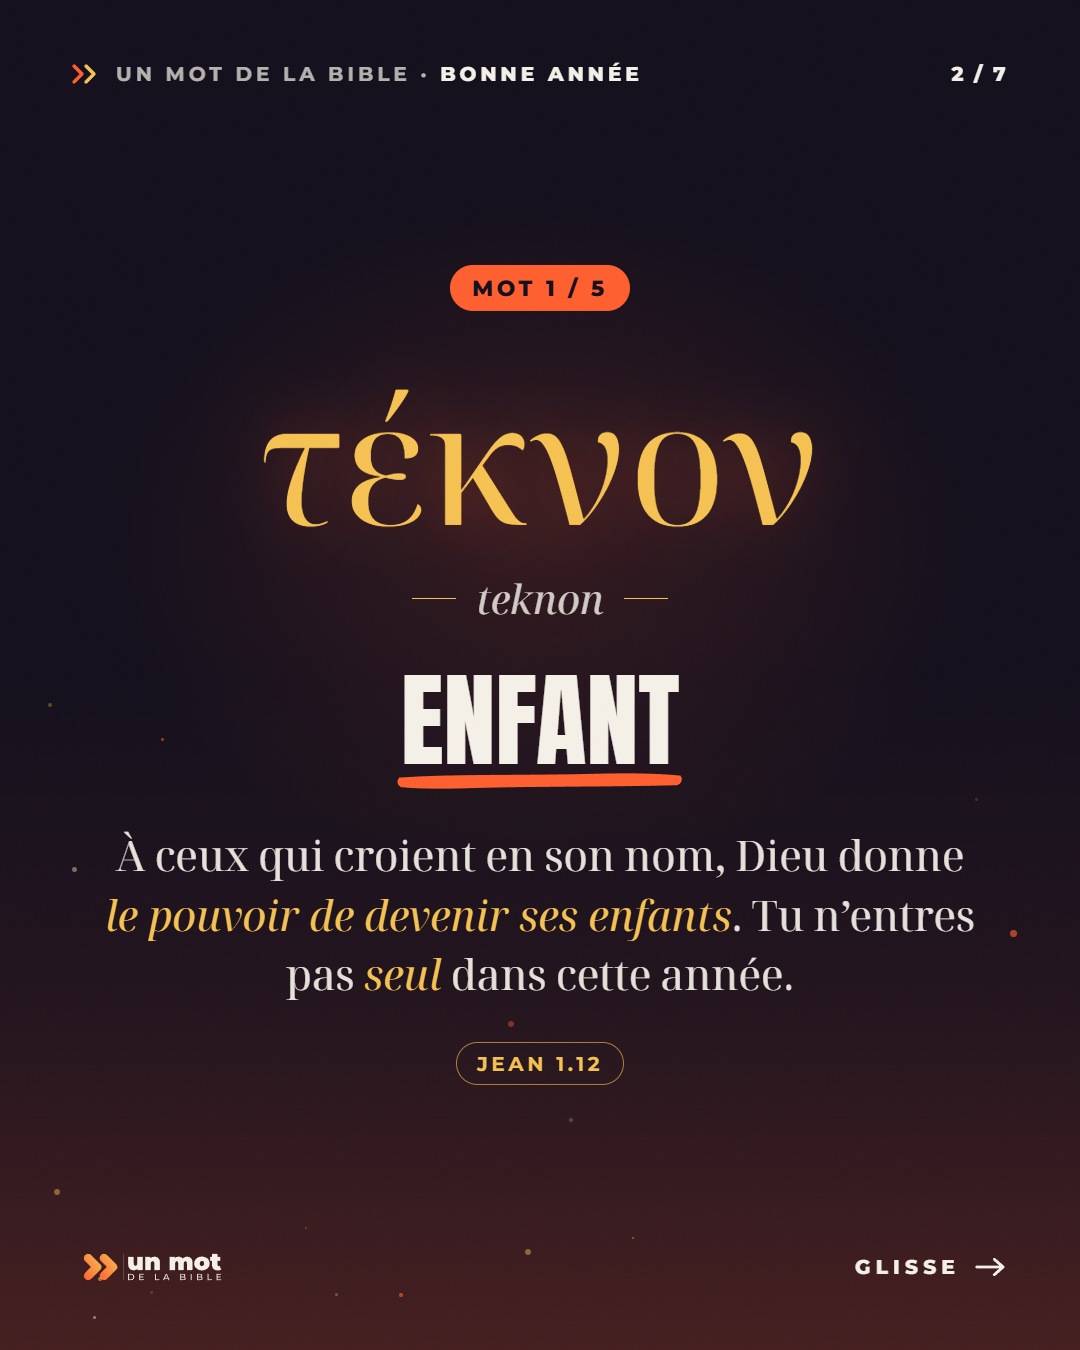 UN MOT DE LA BIBLE • BONNE ANNÉE
2 / 7
MOT 1 / 5
τέκνον
teknon
ENFANT
À ceux qui croient en son nom, Dieu donne
le pouvoir de devenir ses enfants. Tu n’entres
pas seul dans cette année.
JEAN 1.12
un mot
DE LA BIBLE
GLISSE →